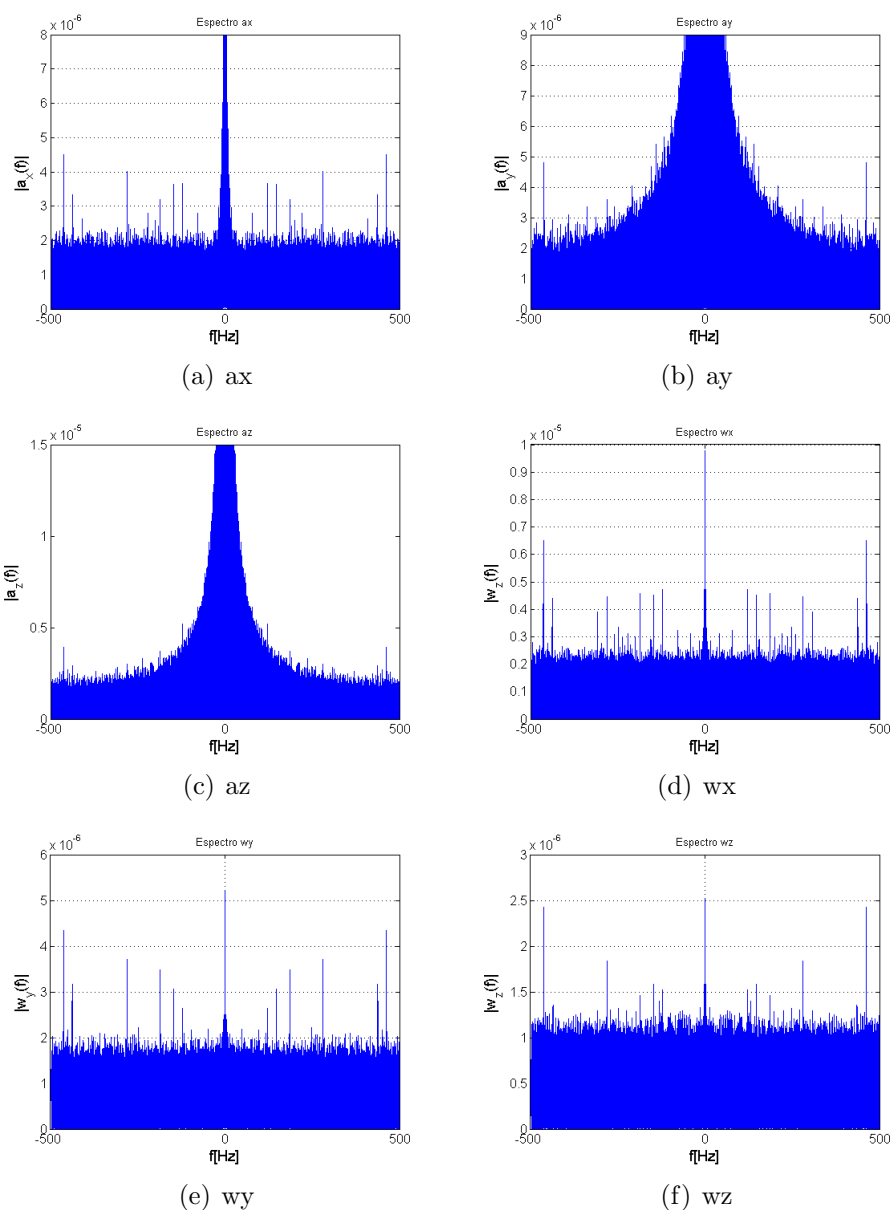 Espectro ax
x 10^-6
8
7
6
5
4
3
2
1
0
|a_x(f)|
-500 0 500
f[Hz]
(a) ax
Espectro ay
x 10^-6
9
8
7
6
5
4
3
2
1
0
|a_y(f)|
-500 0 500
f[Hz]
(b) ay
Espectro az
x 10^-5
1.5
1
0.5
0
|a_z(f)|
-500 0 500
f[Hz]
(c) az
Espectro wx
x 10^-5
1
0.9
0.8
0.7
0.6
0.5
0.4
0.3
0.2
0.1
0
|w_z(f)|
-500 0 500
f[Hz]
(d) wx
Espectro wy
x 10^-6
6
5
4
3
2
1
0
|w_y(f)|
-500 0 500
f[Hz]
(e) wy
Espectro wz
x 10^-6
3
2.5
2
1.5
1
0.5
0
|w_z(f)|
-500 0 500
f[Hz]
(f) wz